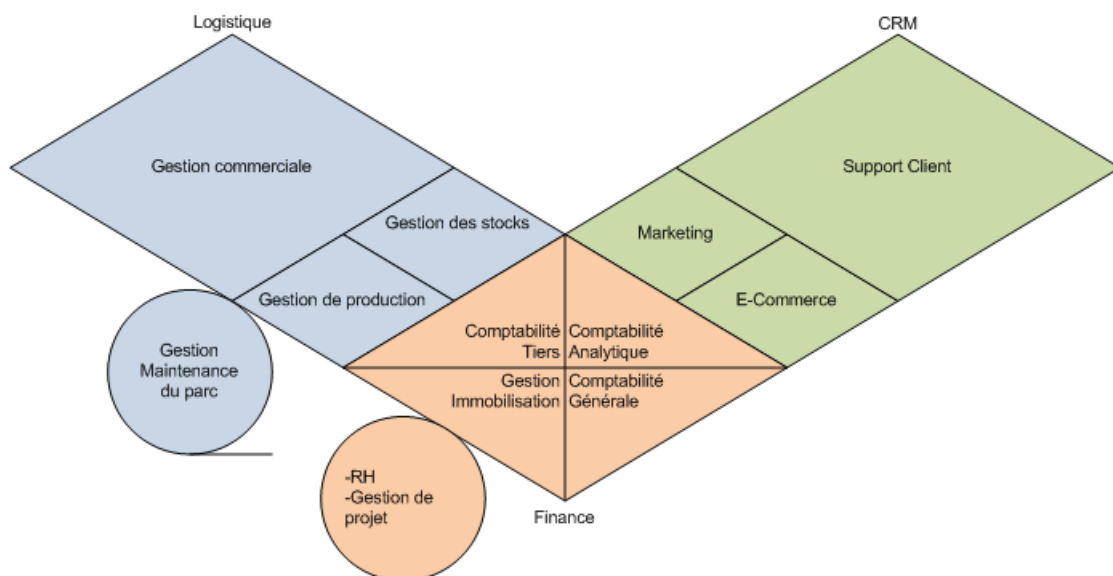 Logistique
CRM
Gestion commerciale
Support Client
Gestion des stocks
Marketing
Gestion de production
E-Commerce
Comptabilité
Tiers
Comptabilité
Analytique
Gestion
Maintenance
du parc
Gestion
Immobilisation
Comptabilité
Générale
-RH
-Gestion de
projet
Finance